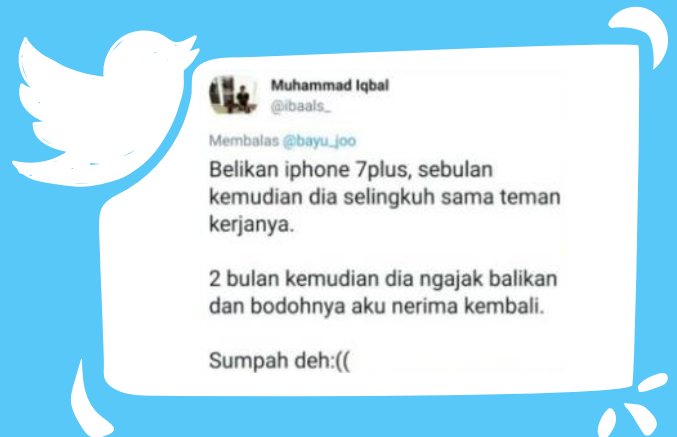 Muhammad Iqbal
@ibaals_
Membalas @bayu_joo
Belikan iphone 7plus, sebulan
kemudian dia selingkuh sama teman
kerjanya.
2 bulan kemudian dia ngajak balikan
dan bodohnya aku nerima kembali.
Sumpah deh:((